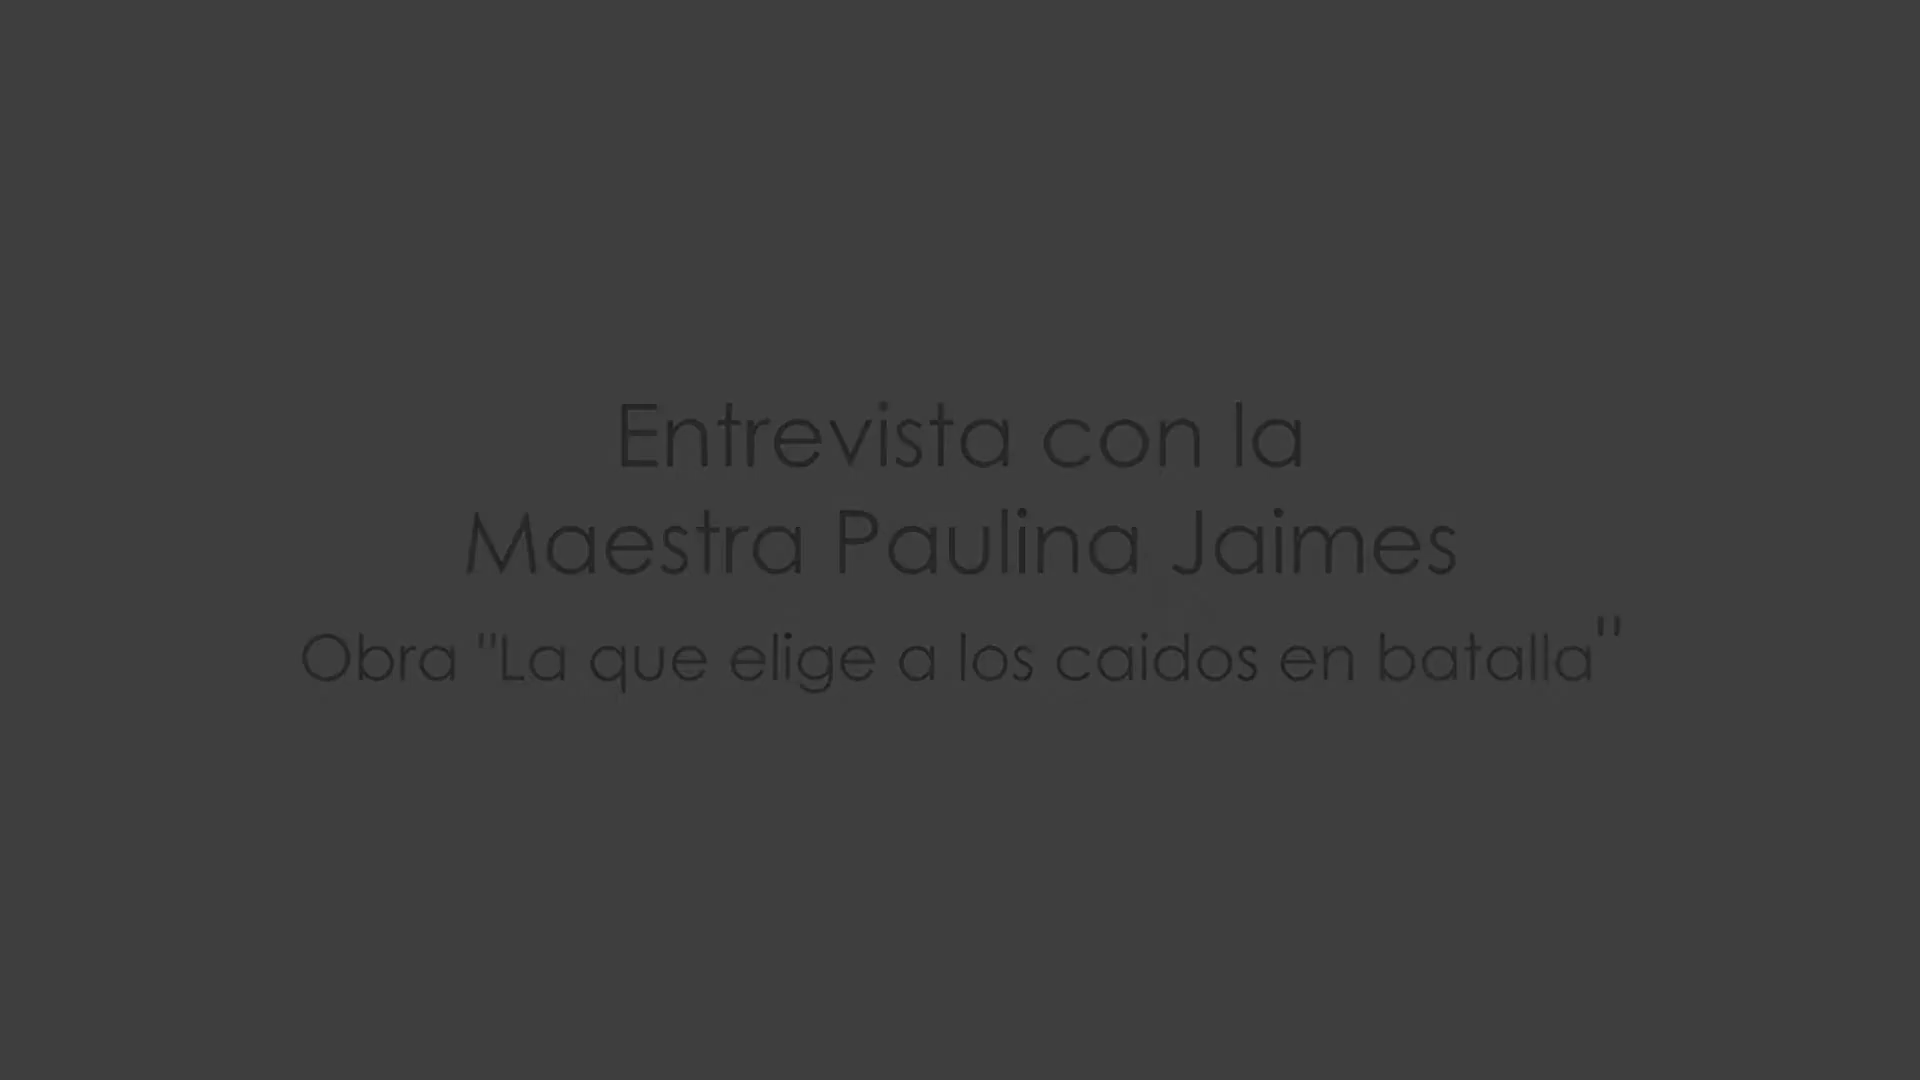 Entrevista con la
Maestra Paulina Jaimes
Obra "La que elige a los caidos en batalla"